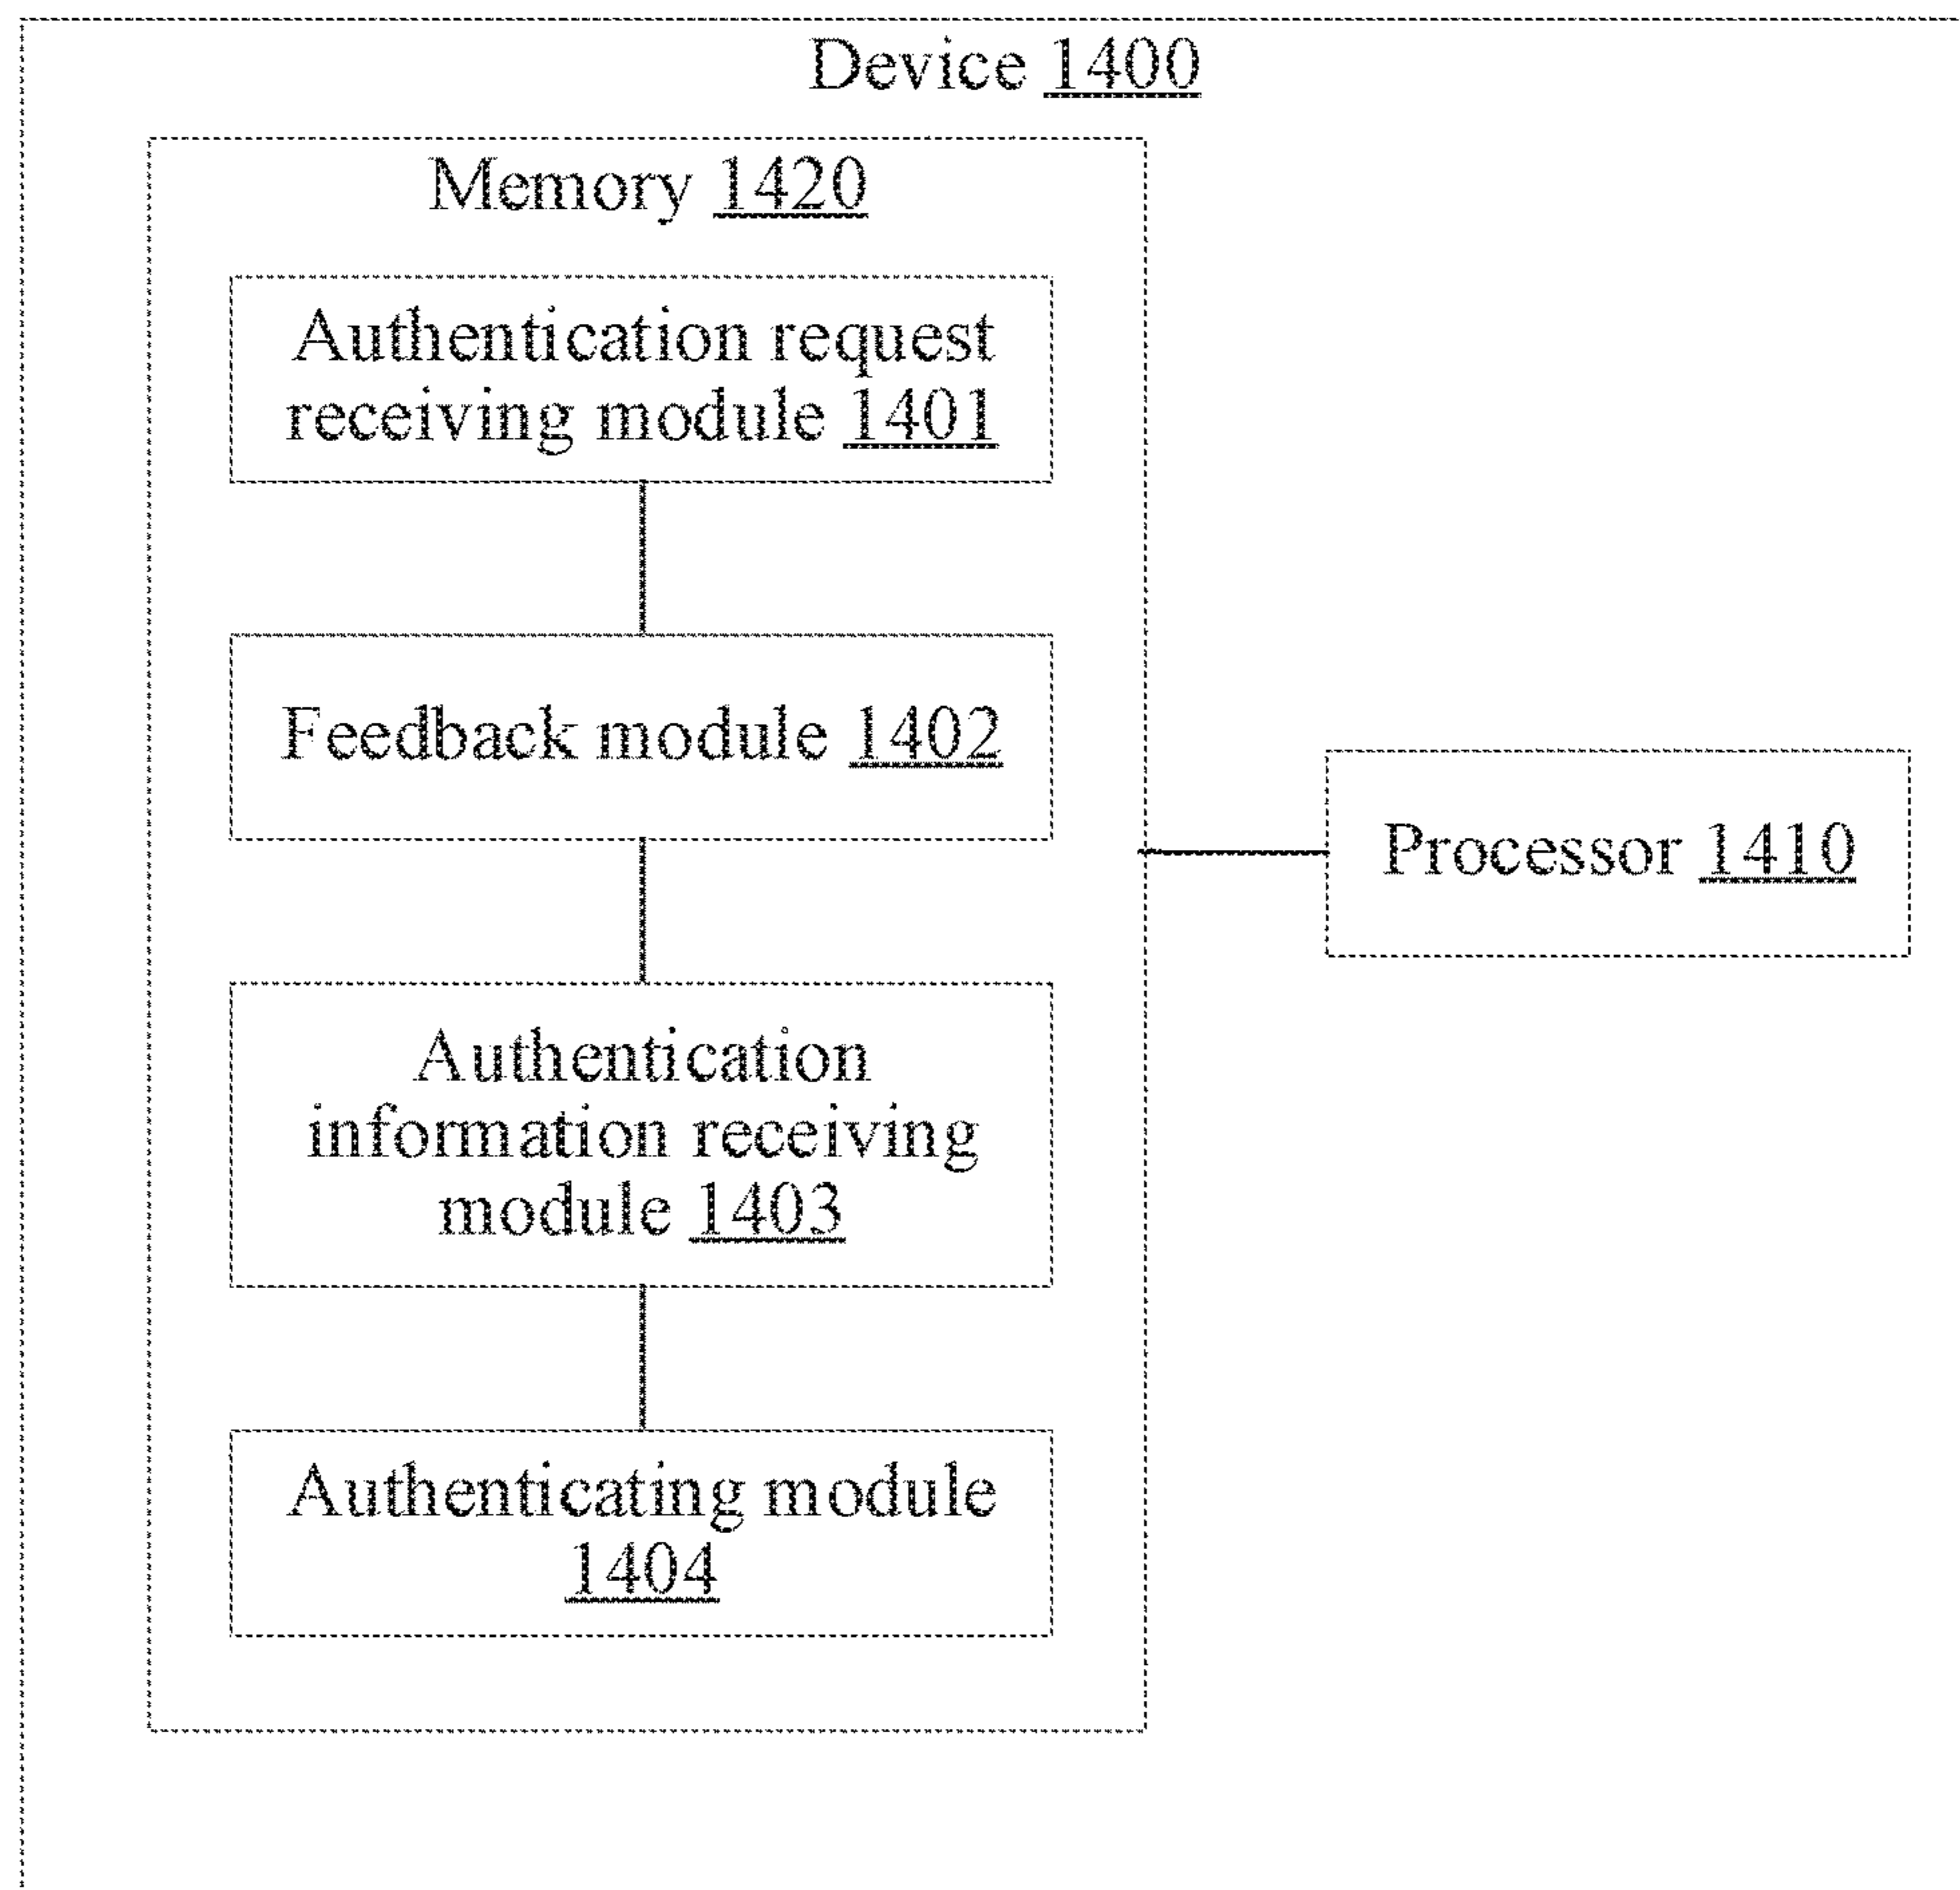 Device 1400
Memory 1420
Authentication request
receiving module 1401
Feedback module 1402
Processor 1410
Authentication
information receiving
module 1403
Authenticating module
1404